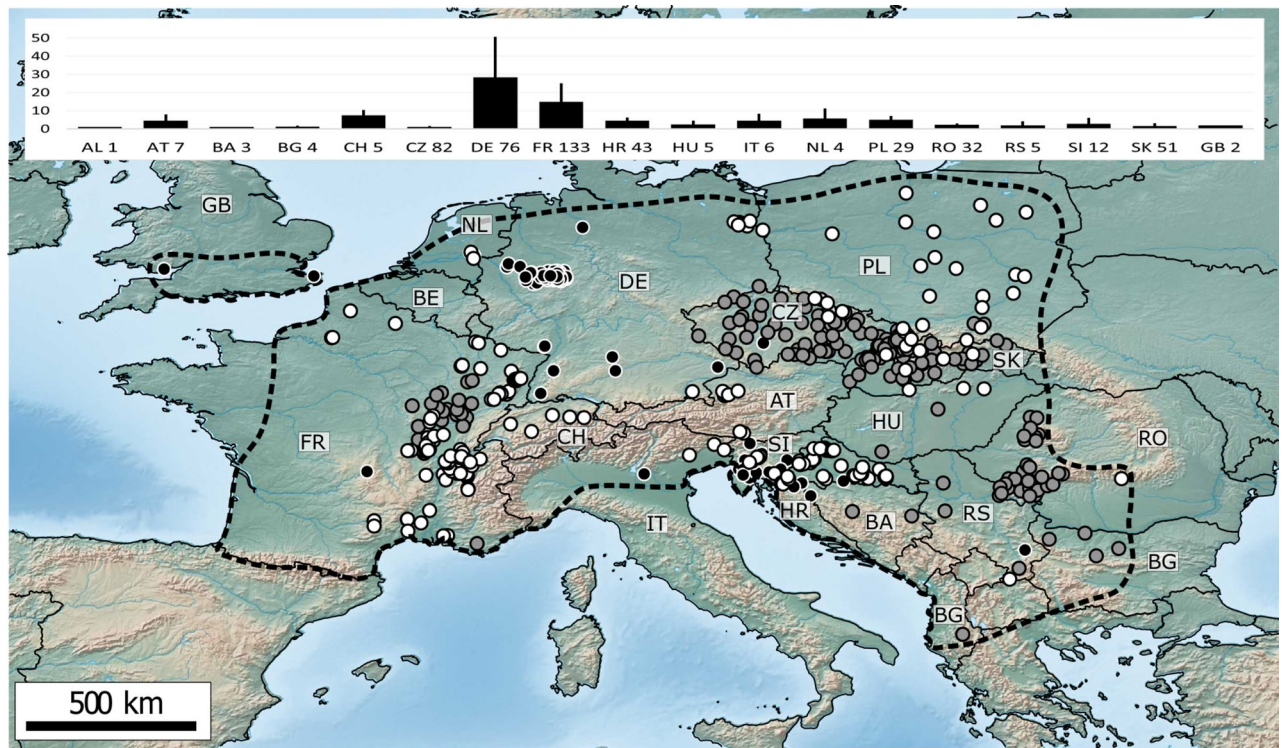 50
40
30
20
10
0
AL 1 AT 7 BA 3 BG 4 CH 5 CZ 82 DE 76 FR 133 HR 43 HU 5 IT 6 NL 4 PL 29 RO 32 RS 5 SI 12 SK 51 GB 2
GB
NL
PL
DE
BE
CZ
SK
AT
HU
FR
CH
SI
RO
HR
IT
BA
RS
BG
BG
500 km